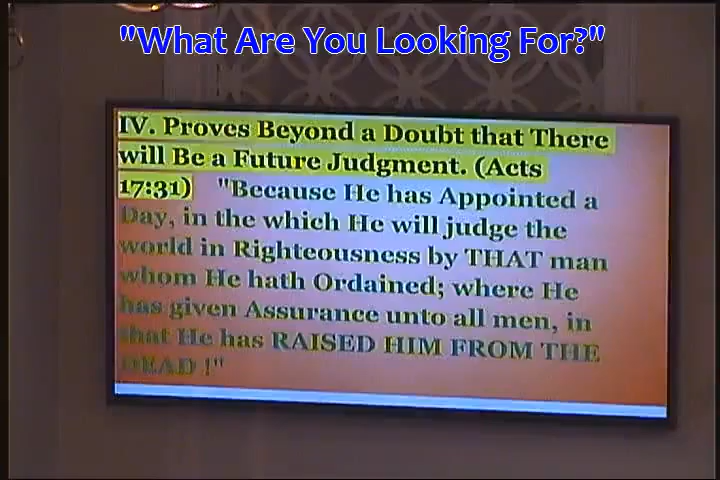 "What Are You Looking For?"
IV. Proves Beyond a Doubt that There
will Be a Future Judgment. (Acts
17:31) "Because He has Appointed a
Day, in the which He will judge the
world in Righteousness by THAT man
whom He hath Ordained; where He
has given Assurance unto all men, in
that He has RAISED HIM FROM THE
DEAD !"